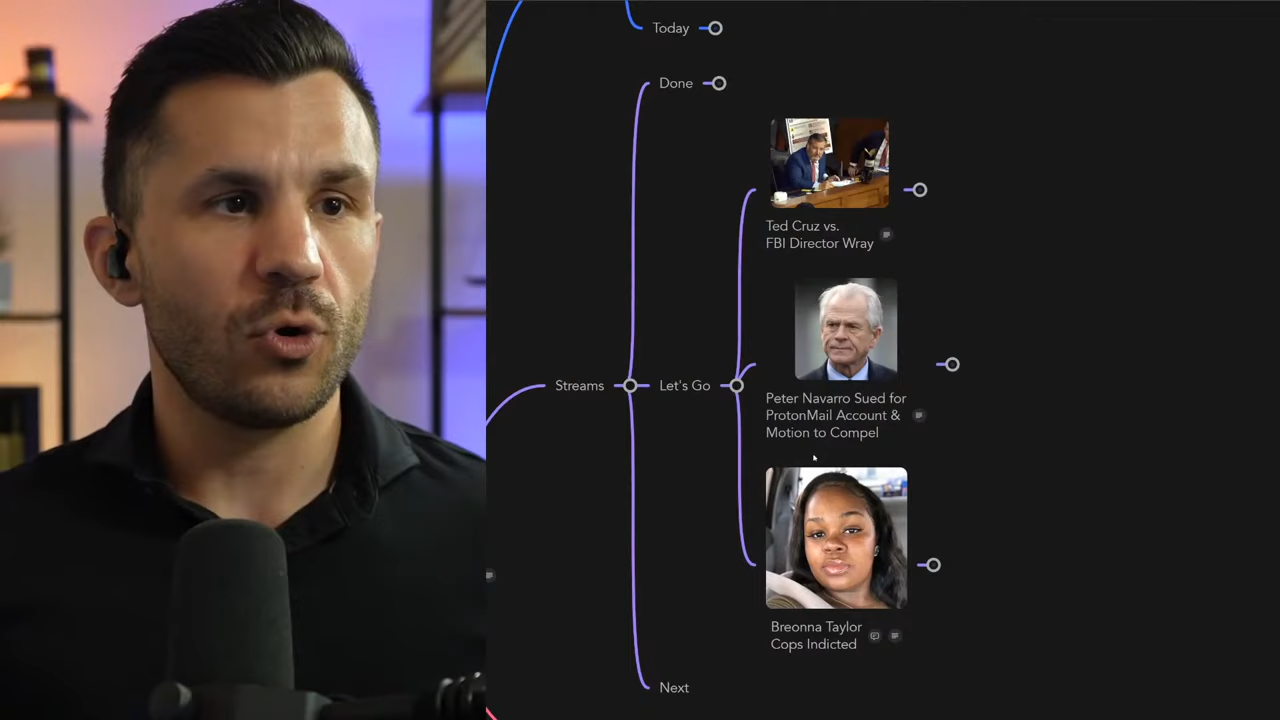 Today
Done
Ted Cruz vs.
FBI Director Wray
Streams
Let's Go
Peter Navarro Sued for
ProtonMail Account &
Motion to Compel
Breonna Taylor
Cops Indicted
Next